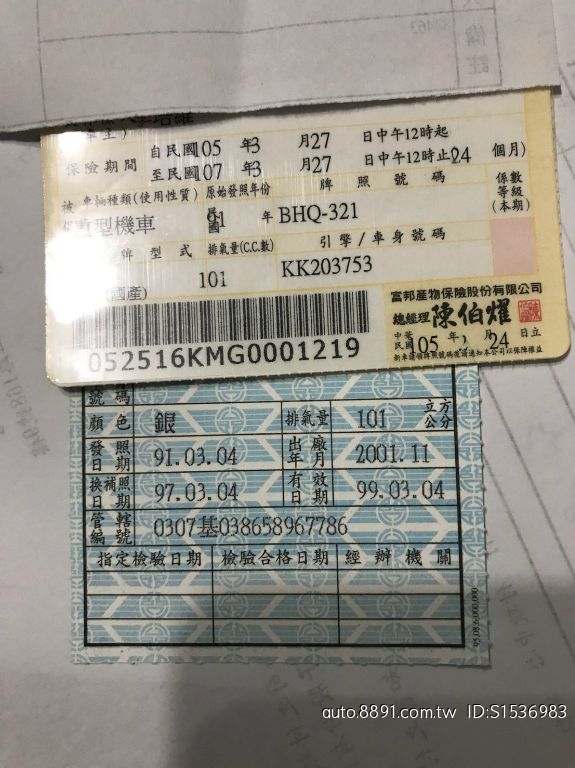 備註
保險期間
自民國105年3月27日中午12時起
至民國107年3月27日中午12時止(24個月)
被車輛種類(使用性質) 原始發照年份 牌照號碼 係數等級(本期)
重型機車 民國91年 BHQ-321
牌型式 排氣量(C.C.數) 引擎/車身號碼
(國產) 101 KK203753
052516KMG0001219
富邦產物保險股份有限公司
總經理 陳伯燿
中華民國 05年 月24日立
號碼
顏色 銀 排氣量 101 立方公分
發照日期 91.03.04 出廠年月 2001.11
換補照日期 97.03.04 有效日期 99.03.04
管轄編號 0307基038658967786
指定檢驗日期 檢驗合格日期 經辦機關
auto.8891.com.tw ID:S1536983